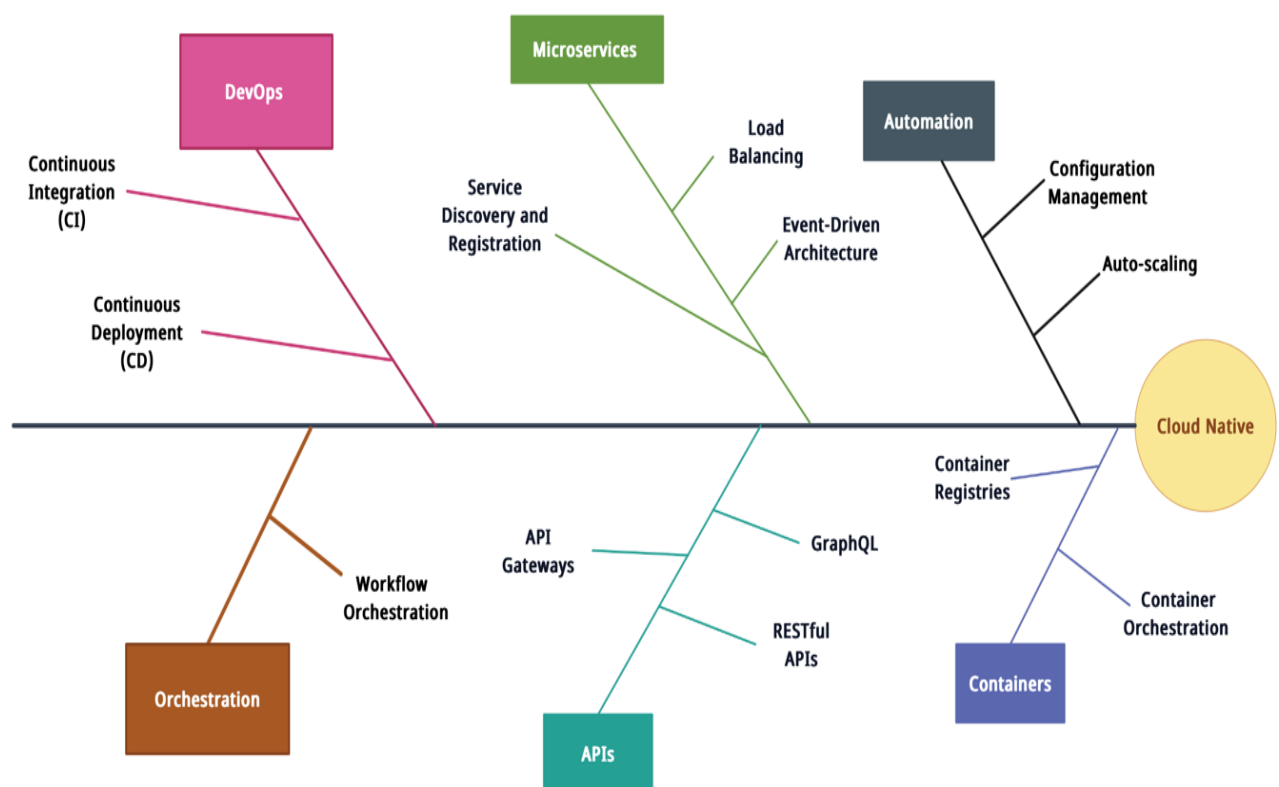 DevOps
Continuous
Integration
(CI)
Continuous
Deployment
(CD)
Microservices
Load
Balancing
Service
Discovery and
Registration
Event-Driven
Architecture
Automation
Configuration
Management
Auto-scaling
Cloud Native
Workflow
Orchestration
Orchestration
API
Gateways
GraphQL
RESTful
APIs
APIs
Container
Registries
Container
Orchestration
Containers